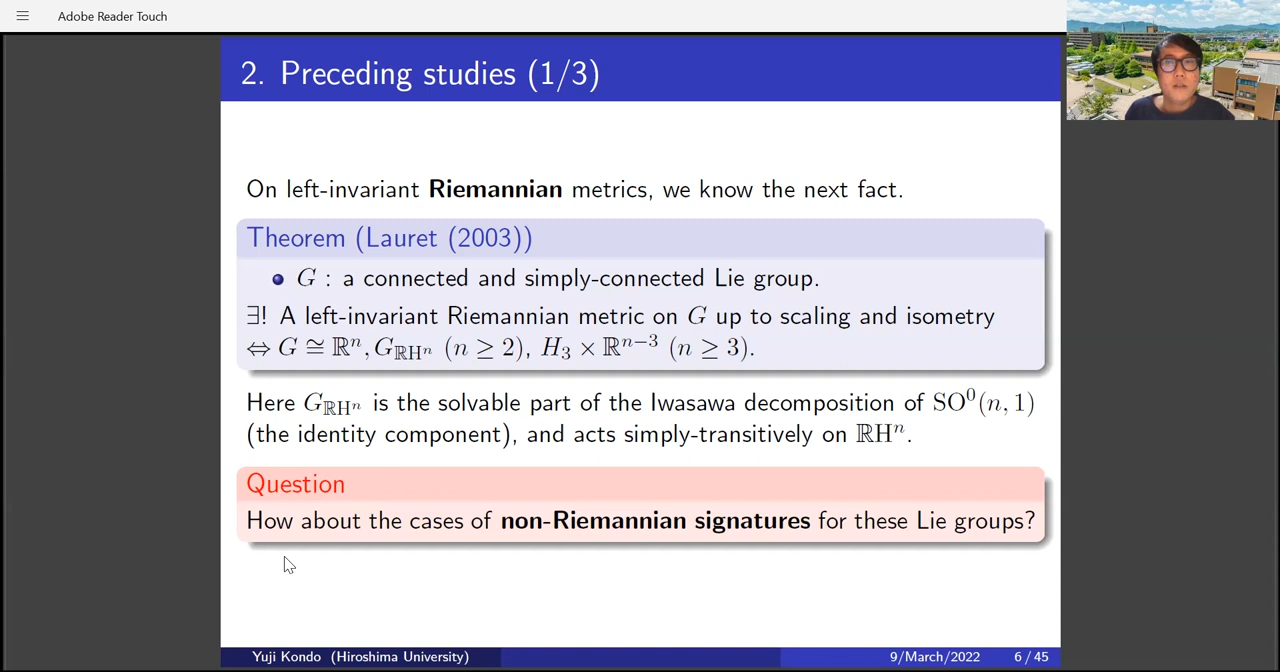 Adobe Reader Touch
2. Preceding studies (1/3)
On left-invariant Riemannian metrics, we know the next fact.
Theorem (Lauret (2003))
G : a connected and simply-connected Lie group.
∃! A left-invariant Riemannian metric on G up to scaling and isometry
⇔ G ≅ ℝⁿ, G_{ℝHⁿ} (n ≥ 2), H₃ × ℝⁿ⁻³ (n ≥ 3).
Here G_{ℝHⁿ} is the solvable part of the Iwasawa decomposition of SO⁰(n, 1)
(the identity component), and acts simply-transitively on ℝHⁿ.
Question
How about the cases of non-Riemannian signatures for these Lie groups?
Yuji Kondo (Hiroshima University) 9/March/2022 6 / 45